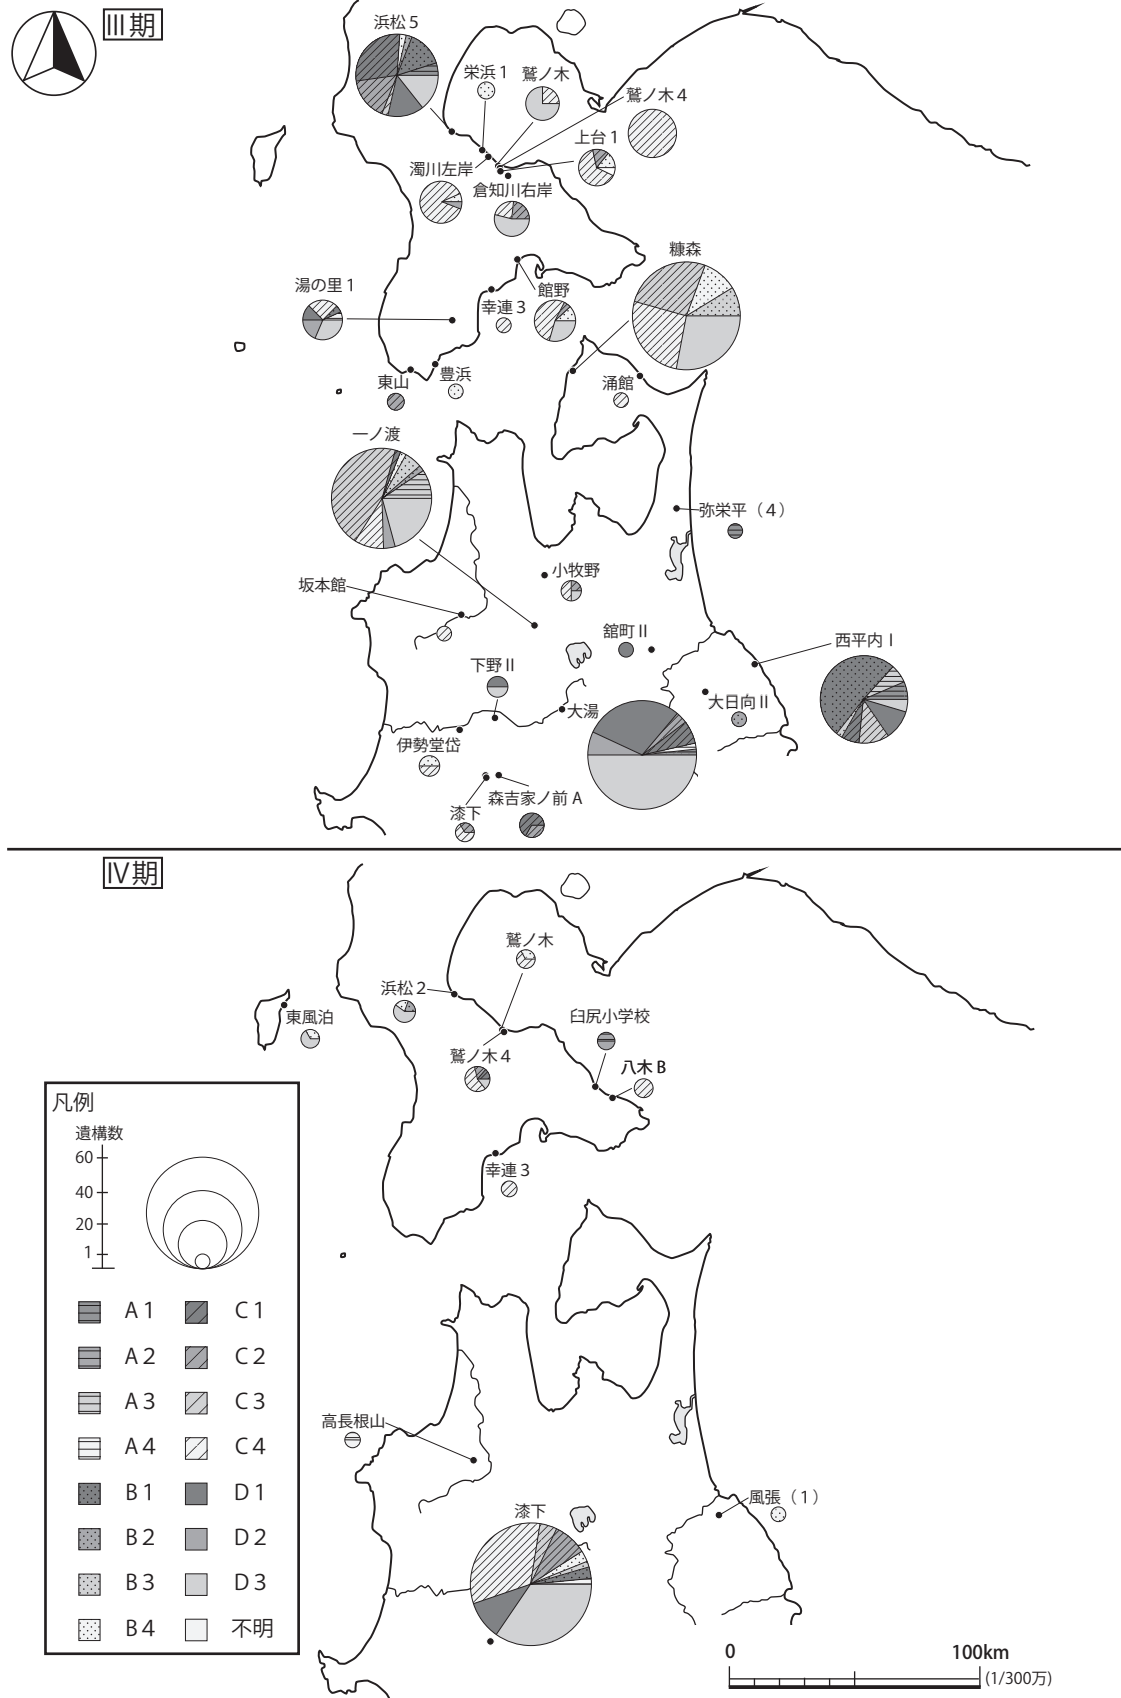 Ⅲ期
浜松5
栄浜1
鷲ノ木
鷲ノ木4
上台1
濁川左岸
倉知川右岸
糠森
湯の里1
館野
幸連3
東山
豊浜
涌館
一ノ渡
弥栄平（4）
坂本館
小牧野
舘町Ⅱ
西平内Ⅰ
下野Ⅱ
大湯
大日向Ⅱ
伊勢堂岱
漆下
森吉家ノ前A
Ⅳ期
鷲ノ木
浜松2
東風泊
臼尻小学校
鷲ノ木4
八木B
幸連3
凡例
遺構数
60
40
20
1
A1
C1
A2
C2
A3
C3
A4
C4
B1
D1
B2
D2
B3
D3
B4
不明
高長根山
風張（1）
漆下
0
100km
(1/300万)